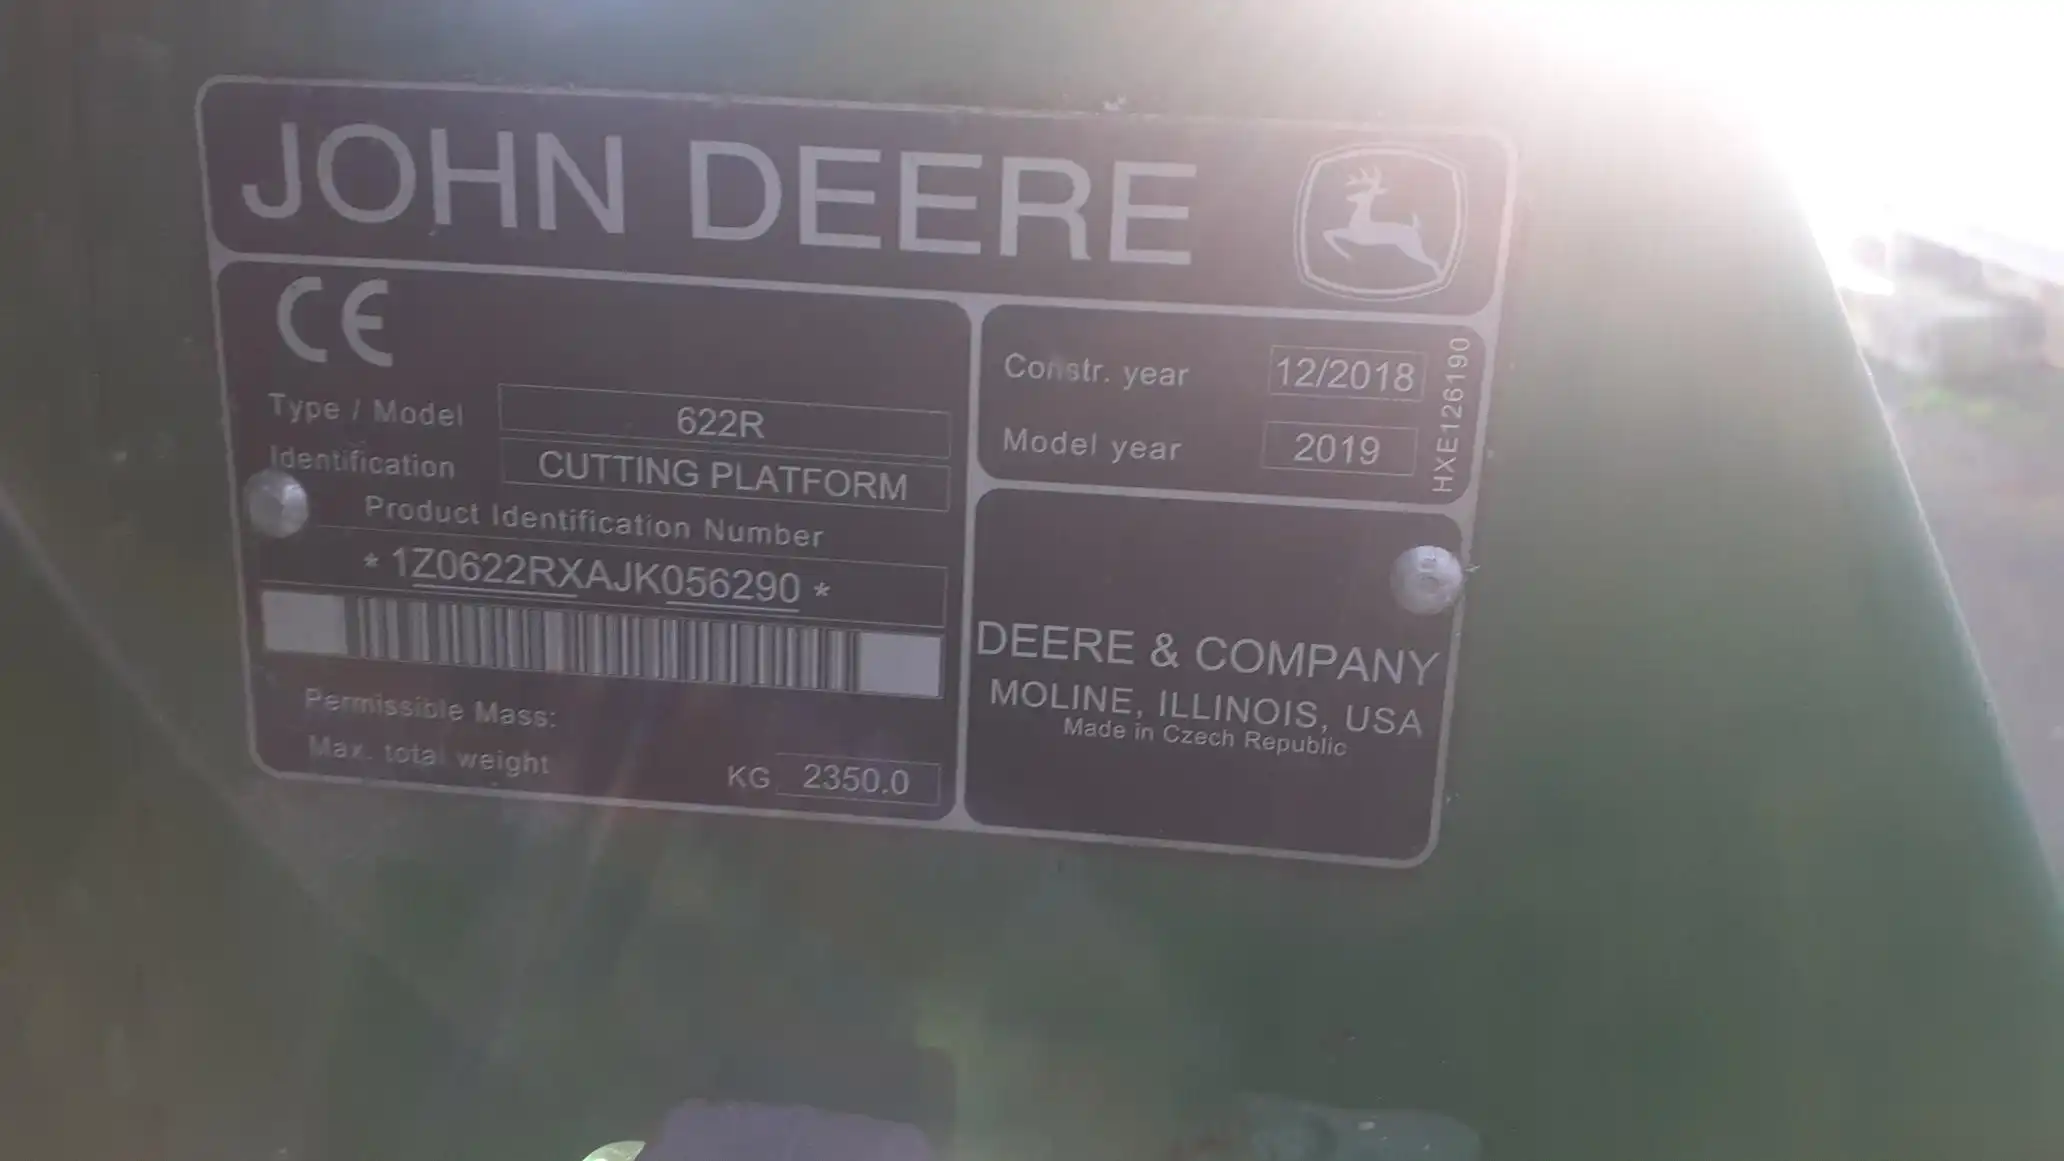 JOHN DEERE
CE
Type / Model 622R
Identification CUTTING PLATFORM
Product Identification Number
* 1Z0622RXAJK056290 *
Permissible Mass:
Max. total weight KG 2350.0
Constr. year 12/2018
Model year 2019
HXE126190
DEERE & COMPANY
MOLINE, ILLINOIS, USA
Made in Czech Republic